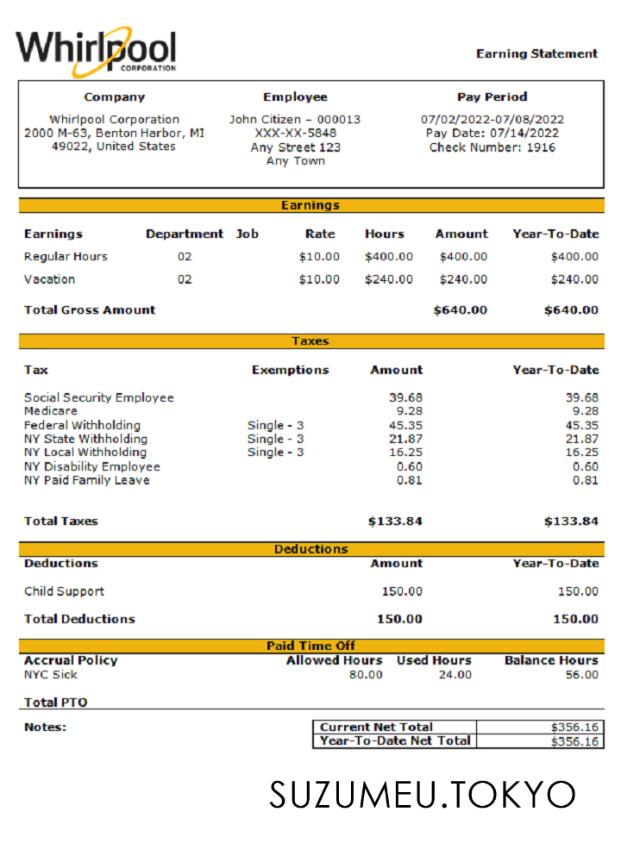 Whirlpool
CORPORATION
Earning Statement
Company Employee Pay Period
Whirlpool Corporation John Citizen – 000013 07/02/2022-07/08/2022
2000 M-63, Benton Harbor, MI XXX-XX-5848 Pay Date: 07/14/2022
49022, United States Any Street 123 Check Number: 1916
Any Town
Earnings
Earnings Department Job Rate Hours Amount Year-To-Date
Regular Hours 02 $10.00 $400.00 $400.00 $400.00
Vacation 02 $10.00 $240.00 $240.00 $240.00
Total Gross Amount $640.00 $640.00
Taxes
Tax Exemptions Amount Year-To-Date
Social Security Employee 39.68 39.68
Medicare 9.28 9.28
Federal Withholding Single - 3 45.35 45.35
NY State Withholding Single - 3 21.87 21.87
NY Local Withholding Single - 3 16.25 16.25
NY Disability Employee 0.60 0.60
NY Paid Family Leave 0.81 0.81
Total Taxes $133.84 $133.84
Deductions
Deductions Amount Year-To-Date
Child Support 150.00 150.00
Total Deductions 150.00 150.00
Paid Time Off
Accrual Policy Allowed Hours Used Hours Balance Hours
NYC Sick 80.00 24.00 56.00
Total PTO
Notes: Current Net Total $356.16
Year-To-Date Net Total $356.16
SUZUMEU.TOKYO